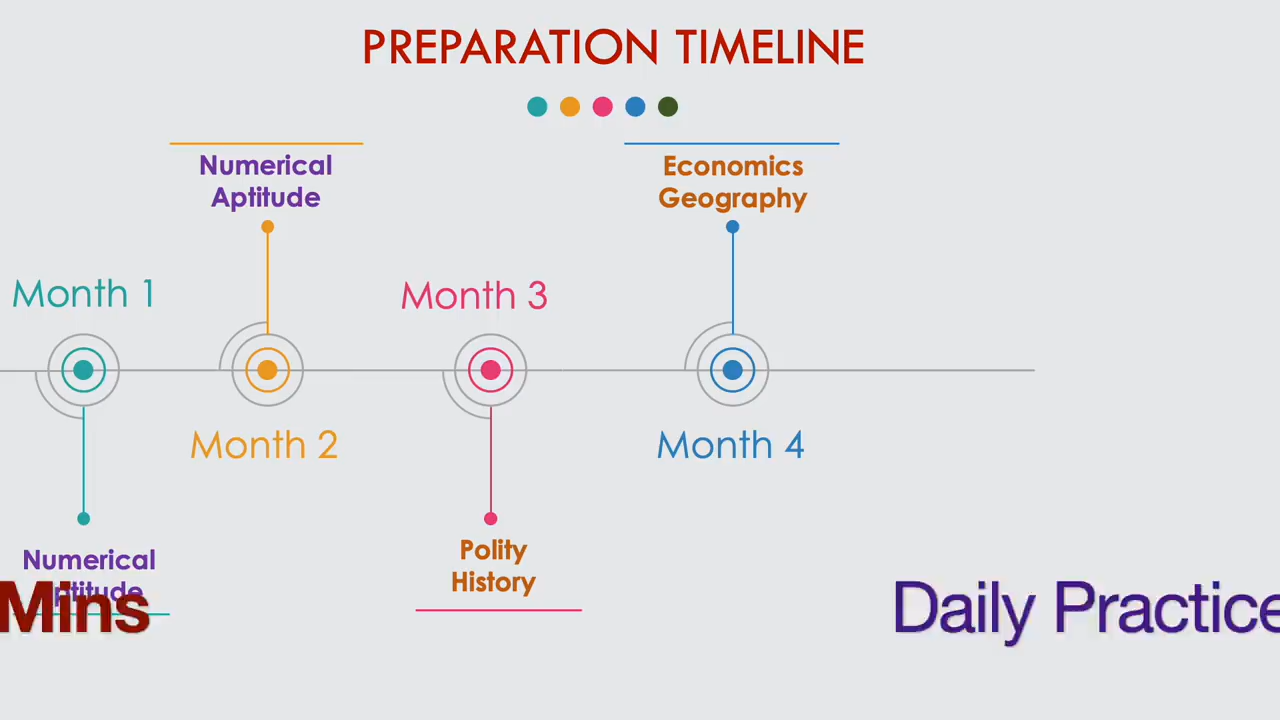 PREPARATION TIMELINE
Numerical
Aptitude
Economics
Geography
Month 1
Month 3
Month 2
Month 4
Numerical
Polity
History
Mins
Daily Practice